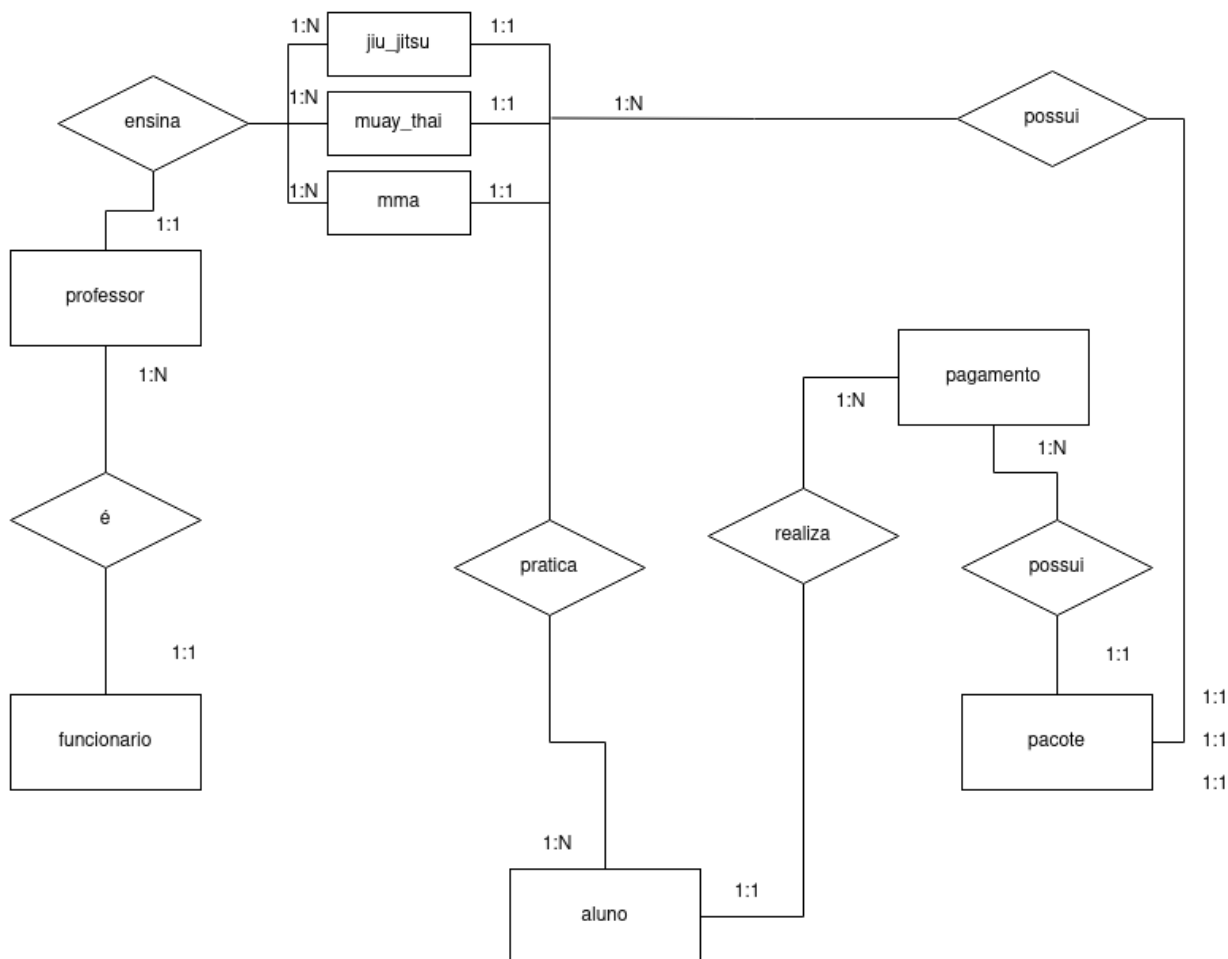 1:N
jiu_jitsu
1:1
ensina
1:N
muay_thai
1:1
1:N
possui
1:N
mma
1:1
1:1
professor
1:N
pagamento
1:N
1:N
é
pratica
realiza
possui
1:1
1:1
funcionario
pacote
1:1
1:1
1:1
1:N
1:1
aluno